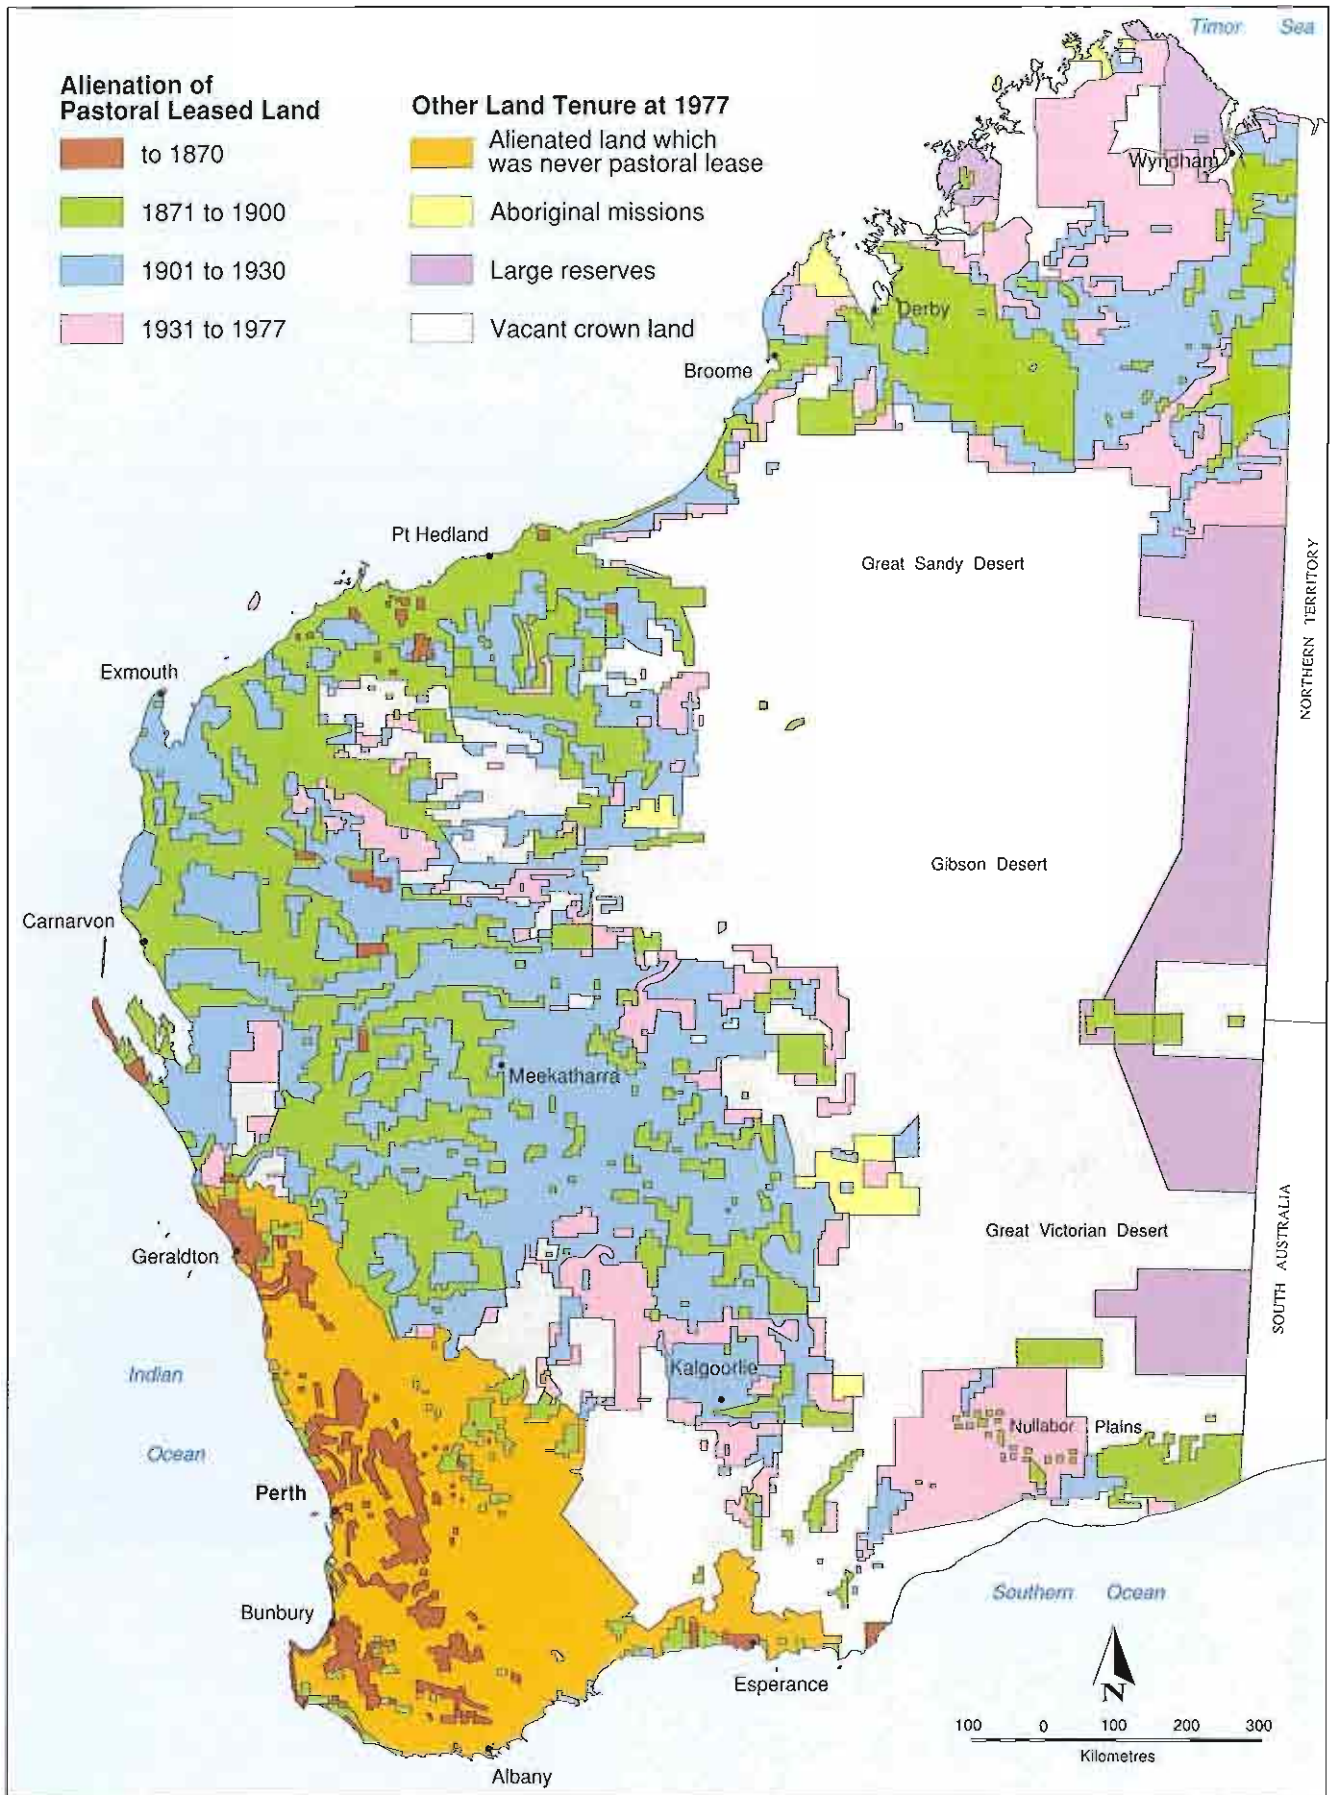 Timor Sea
Alienation of
Pastoral Leased Land
to 1870
1871 to 1900
1901 to 1930
1931 to 1977
Other Land Tenure at 1977
Alienated land which
was never pastoral lease
Aboriginal missions
Large reserves
Vacant crown land
Wyndham
Derby
Broome
Pt Hedland
Great Sandy Desert
NORTHERN TERRITORY
Exmouth
Gibson Desert
Carnarvon
Meekatharra
Great Victorian Desert
SOUTH AUSTRALIA
Geraldton
Indian
Ocean
Kalgoorlie
Nullabor Plains
Perth
Bunbury
Southern Ocean
Esperance
N
100 0 100 200 300
Kilometres
Albany